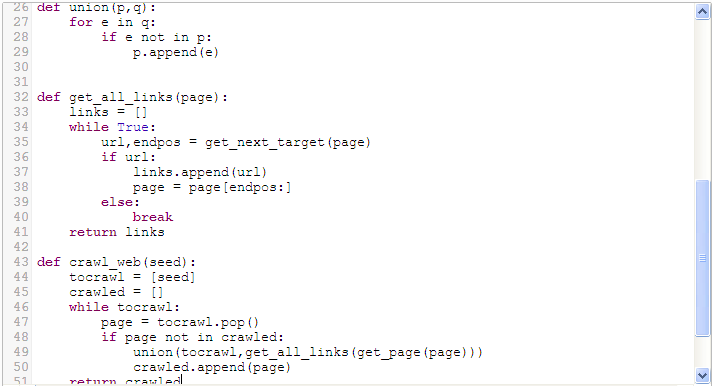 26 def union(p,q):
27     for e in q:
28         if e not in p:
29             p.append(e)
30
31
32 def get_all_links(page):
33     links = []
34     while True:
35         url,endpos = get_next_target(page)
36         if url:
37             links.append(url)
38             page = page[endpos:]
39         else:
40             break
41     return links
42
43 def crawl_web(seed):
44     tocrawl = [seed]
45     crawled = []
46     while tocrawl:
47         page = tocrawl.pop()
48         if page not in crawled:
49             union(tocrawl,get_all_links(get_page(page)))
50             crawled.append(page)
51     return crawled